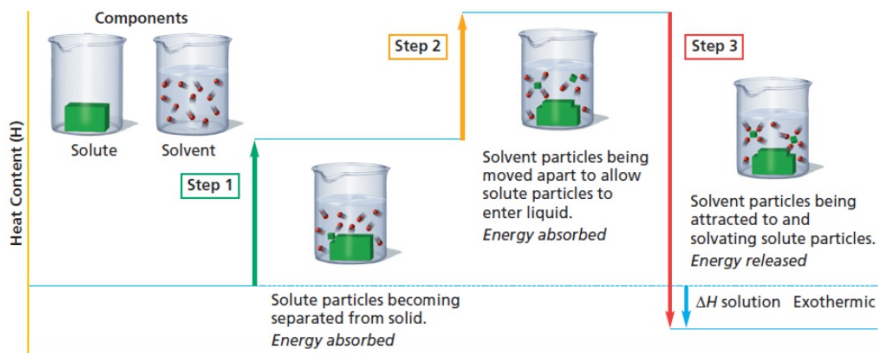 Components
Solute
Solvent
Heat Content (H)
Step 1
Solute particles becoming
separated from solid.
Energy absorbed
Step 2
Solvent particles being
moved apart to allow
solute particles to
enter liquid.
Energy absorbed
Step 3
Solvent particles being
attracted to and
solvating solute particles.
Energy released
ΔH solution Exothermic